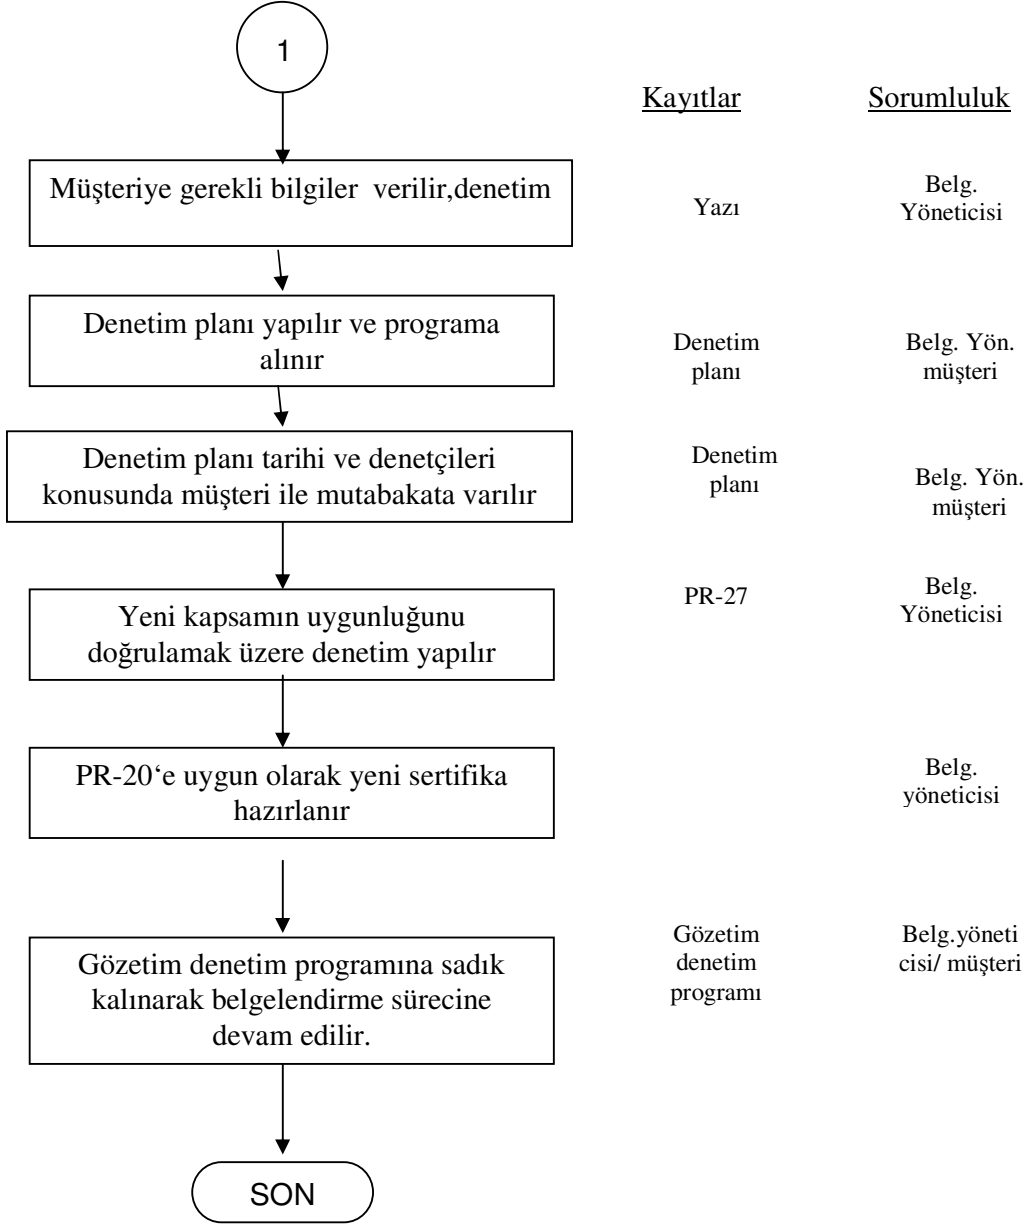 1
Kayıtlar Sorumluluk
Müşteriye gerekli bilgiler verilir,denetim
Yazı
Belg.
Yöneticisi
Denetim planı yapılır ve programa
alınır
Denetim
planı
Belg. Yön.
müşteri
Denetim planı tarihi ve denetçileri
konusunda müşteri ile mutabakata varılır
Denetim
planı
Belg. Yön.
müşteri
Yeni kapsamın uygunluğunu
doğrulamak üzere denetim yapılır
PR-27
Belg.
Yöneticisi
PR-20‘e uygun olarak yeni sertifika
hazırlanır
Belg.
yöneticisi
Gözetim denetim programına sadık
kalınarak belgelendirme sürecine
devam edilir.
Gözetim
denetim
programı
Belg.yöneti
cisi/ müşteri
SON